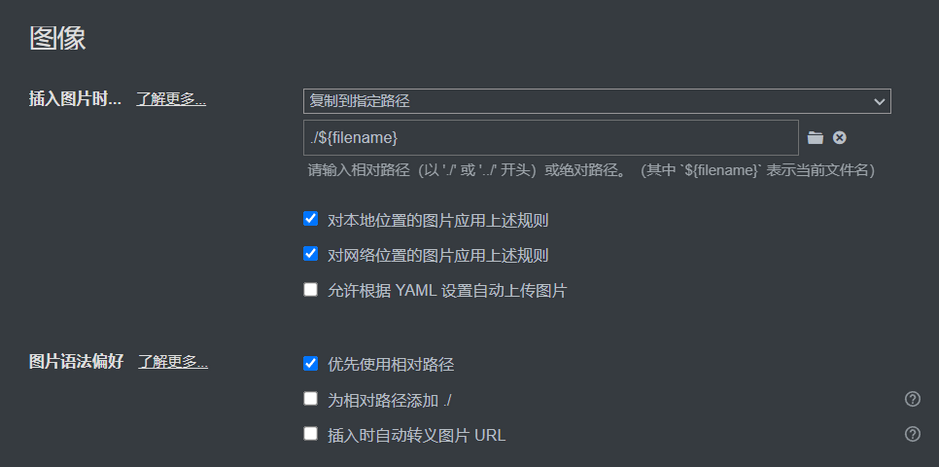 图像
插入图片时... 了解更多... 复制到指定路径
./${filename}
请输入相对路径（以 './' 或 '../' 开头）或绝对路径。（其中 `${filename}` 表示当前文件名）
对本地位置的图片应用上述规则
对网络位置的图片应用上述规则
允许根据 YAML 设置自动上传图片
图片语法偏好 了解更多... 优先使用相对路径
为相对路径添加 ./
插入时自动转义图片 URL